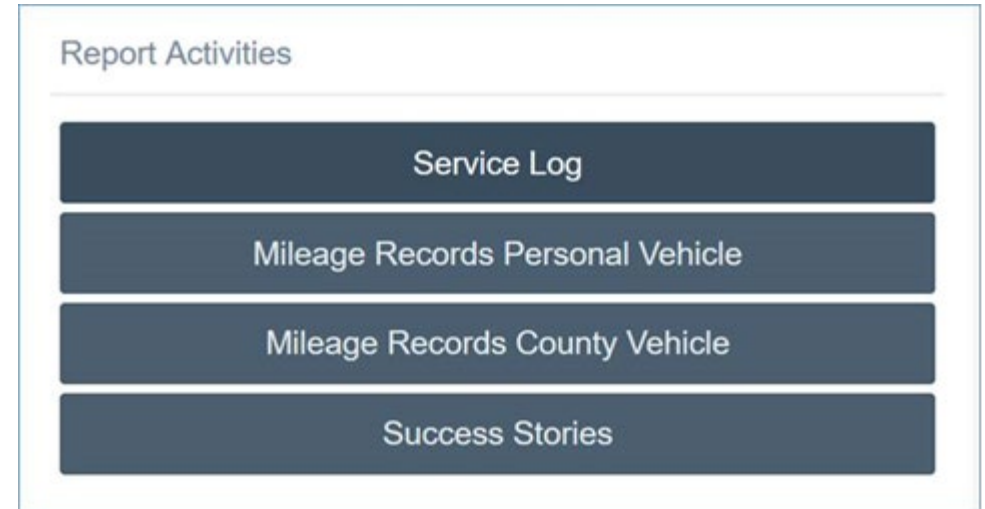 Report Activities
Service Log
Mileage Records Personal Vehicle
Mileage Records County Vehicle
Success Stories